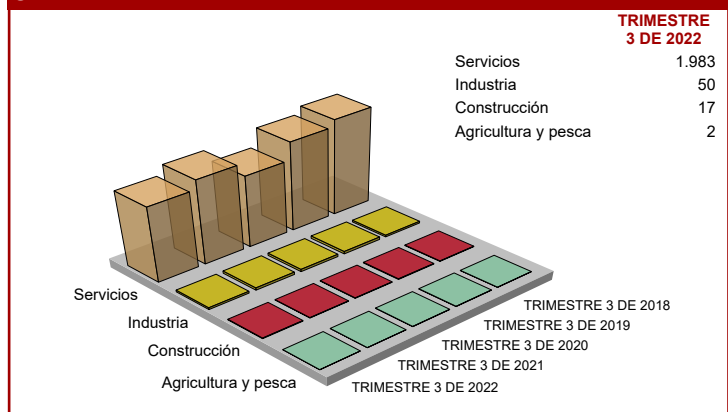 TRIMESTRE
3 DE 2022
Servicios 1.983
Industria 50
Construcción 17
Agricultura y pesca 2
Servicios
Industria
Construcción
Agricultura y pesca
TRIMESTRE 3 DE 2018
TRIMESTRE 3 DE 2019
TRIMESTRE 3 DE 2020
TRIMESTRE 3 DE 2021
TRIMESTRE 3 DE 2022